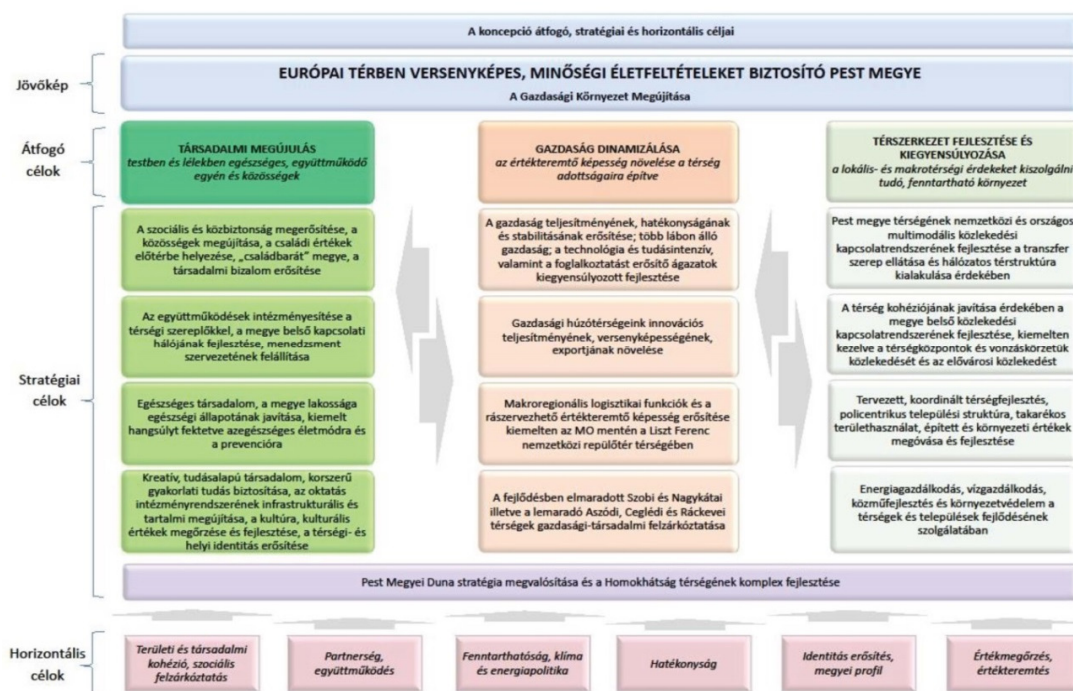 A koncepció átfogó, stratégiai és horizontális céljai
Jövőkép
EURÓPAI TÉRBEN VERSENYKÉPES, MINŐSÉGI ÉLETFELTÉTELEKET BIZTOSÍTÓ PEST MEGYE
A Gazdasági Környezet Megújítása
Átfogó
célok
TÁRSADALMI MEGÚJULÁS
testben és lélekben egészséges, együttműködő
egyén és közösségek
GAZDASÁG DINAMIZÁLÁSA
az értékteremtő képesség növelése a térség
adottságaira építve
TÉRSZERKEZET FEJLESZTÉSE ÉS
KIEGYENSÚLYOZÁSA
a lokális- és makrotérségi érdekeket kiszolgálni
tudó, fenntartható környezet
Stratégiai
célok
A szociális és közbiztonság megerősítése, a
közösségek megújítása, a családi értékek
előtérbe helyezése, „családbarát” megye, a
társadalmi bizalom erősítése
Az együttműködések intézményesítése a
térségi szereplőkkel, a megye belső kapcsolati
hálójának fejlesztése, menedzsment
szervezetének felállítása
Egészséges társadalom, a megye lakossága
egészségi állapotának javítása, kiemelt
hangsúlyt fektetve azegészséges életmódra és
a prevencióra
Kreatív, tudásalapú társadalom, korszerű
gyakorlati tudás biztosítása, az oktatás
intézményrendszerének infrastrukturális és
tartalmi megújítása, a kultúra, kulturális
értékek megőrzése és fejlesztése, a térségi- és
helyi identitás erősítése
A gazdaság teljesítményének, hatékonyságának
és stabilitásának erősítése; több lábon álló
gazdaság; a technológia és tudásintenzív,
valamint a foglalkoztatást erősítő ágazatok
kiegyensúlyozott fejlesztése
Gazdasági húzótérségeink innovációs
teljesítményének, versenyképességének,
exportjának növelése
Makroregionális logisztikai funkciók és a
rászervezhető értékteremtő képesség erősítése
kiemelten az MO mentén a Liszt Ferenc
nemzetközi repülőtér térségében
A fejlődésben elmaradott Szobi és Nagykátai
illetve a lemaradó Aszódi, Ceglédi és Ráckevei
térségek gazdasági-társadalmi felzárkóztatása
Pest megye térségének nemzetközi és országos
multimodális közlekedési
kapcsolatrendszerének fejlesztése a transzfer
szerep ellátása és hálózatos térstruktúra
kialakulása érdekében
A térség kohéziójának javítása érdekében a
megye belső közlekedési
kapcsolatrendszerének fejlesztése, kiemelten
kezelve a térségközpontok és vonzáskörzetük
közlekedését és az elővárosi közlekedést
Tervezett, koordinált térségfejlesztés,
policentrikus települési struktúra, takarékos
területhasználat, épített és környezeti értékek
megóvása és fejlesztése
Energiagazdálkodás, vízgazdálkodás,
közműfejlesztés és környezetvédelem a
térségek és települések fejlődésének
szolgálatában
Pest Megyei Duna stratégia megvalósítása és a Homokhátság térségének komplex fejlesztése
Horizontális
célok
Területi és társadalmi
kohézió, szociális
felzárkóztatás
Partnerség,
együttműködés
Fenntarthatóság, klíma
és energiapolitika
Hatékonyság
Identitás erősítés,
megyei profil
Értékmegőrzés,
értékteremtés